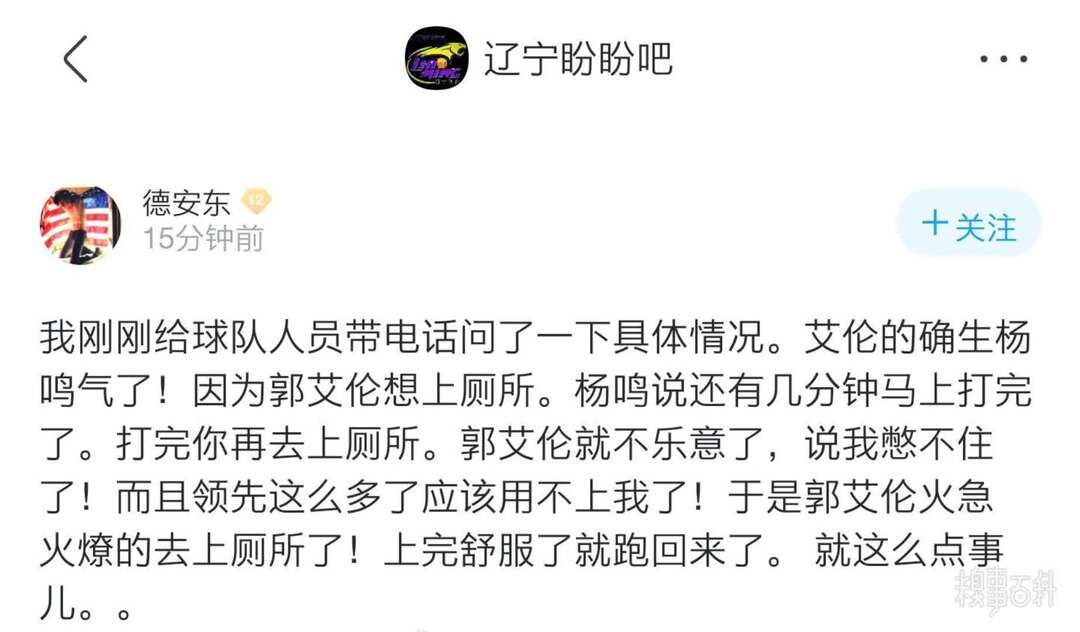 辽宁盼盼吧
德安东 12
15分钟前
+关注
我刚刚给球队人员带电话问了一下具体情况。艾伦的确生杨
鸣气了！因为郭艾伦想上厕所。杨鸣说还有几分钟马上打完
了。打完你再去上厕所。郭艾伦就不乐意了，说我憋不住
了！而且领先这么多了应该用不上我了！于是郭艾伦火急
火燎的去上厕所了！上完舒服了就跑回来了。 就这么点事
儿。。
糗事百科